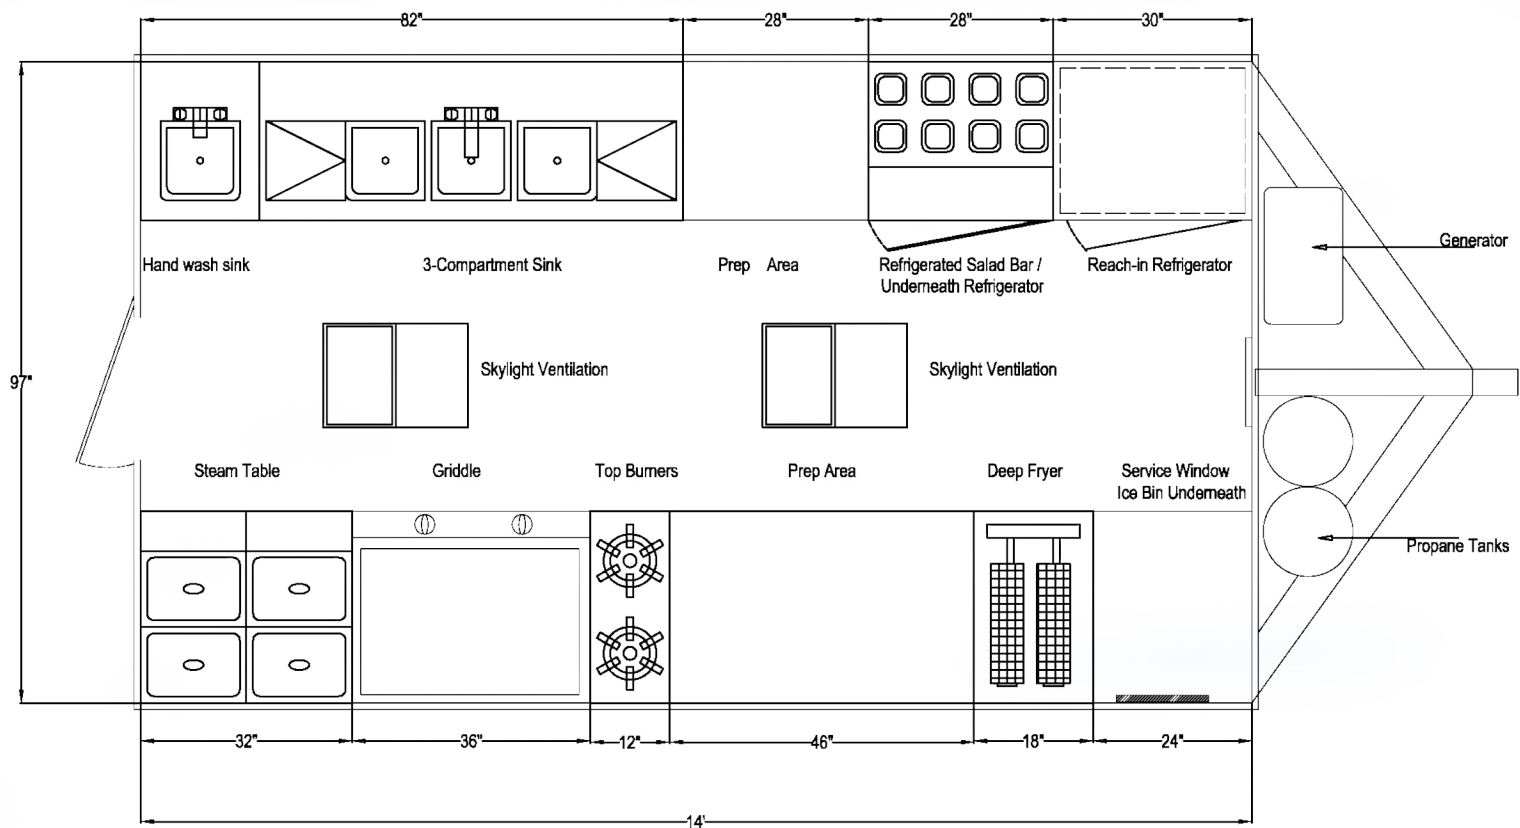 82"
28"
28"
30"
Hand wash sink
3-Compartment Sink
Prep Area
Refrigerated Salad Bar /
Underneath Refrigerator
Reach-in Refrigerator
Generator
97"
Skylight Ventilation
Skylight Ventilation
Steam Table
Griddle
Top Burners
Prep Area
Deep Fryer
Service Window
Ice Bin Underneath
Propane Tanks
32"
36"
12"
46"
18"
24"
14'